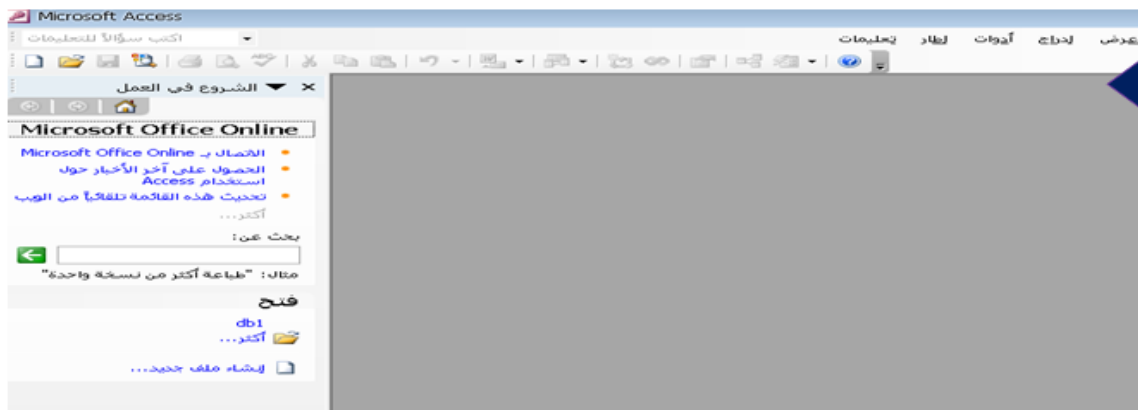 Microsoft Access
عرض إدراج أدوات إطار تعليمات
اكتب سؤالاً للتعليمات
الشروع في العمل
Microsoft Office Online
الاتصال بـ Microsoft Office Online
الحصول على آخر الأخبار حول
استخدام Access
تحديث هذه القائمة تلقائياً من الويب
أكثر...
بحث عن:
مثال: "طباعة أكثر من نسخة واحدة"
فتح
db1
أكثر...
إنشاء ملف جديد...